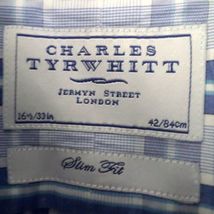 CHARLES
TYRWHITT
JERMYN STREET
LONDON
16½/33in 42/84cm
Slim Fit